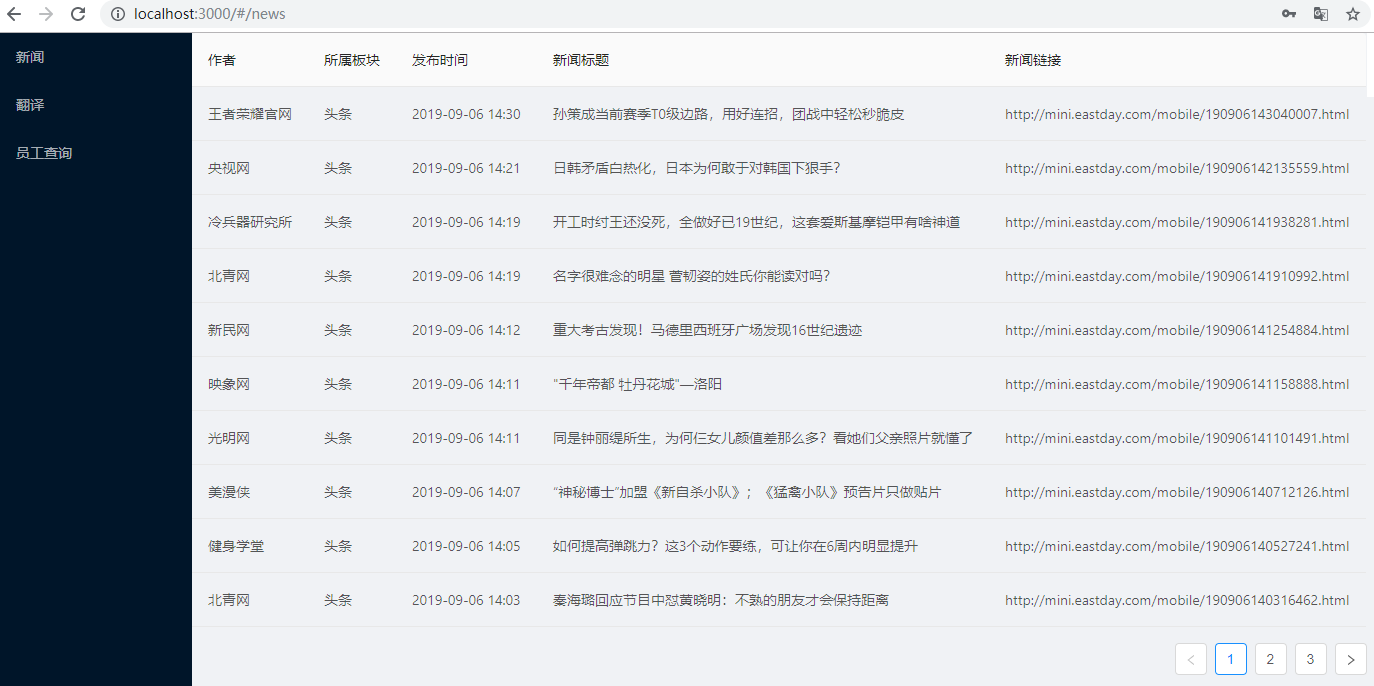 localhost:3000/#/news
新闻
翻译
员工查询
作者 所属板块 发布时间 新闻标题 新闻链接
王者荣耀官网 头条 2019-09-06 14:30 孙策成当前赛季T0级边路，用好连招，团战中轻松秒脆皮 http://mini.eastday.com/mobile/190906143040007.html
央视网 头条 2019-09-06 14:21 日韩矛盾白热化，日本为何敢于对韩国下狠手？ http://mini.eastday.com/mobile/190906142135559.html
冷兵器研究所 头条 2019-09-06 14:19 开工时纣王还没死，全做好已19世纪，这套爱斯基摩铠甲有啥神道 http://mini.eastday.com/mobile/190906141938281.html
北青网 头条 2019-09-06 14:19 名字很难念的明星 菅韧姿的姓氏你能读对吗？ http://mini.eastday.com/mobile/190906141910992.html
新民网 头条 2019-09-06 14:12 重大考古发现！马德里西班牙广场发现16世纪遗迹 http://mini.eastday.com/mobile/190906141254884.html
映象网 头条 2019-09-06 14:11 “千年帝都 牡丹花城”—洛阳 http://mini.eastday.com/mobile/190906141158888.html
光明网 头条 2019-09-06 14:11 同是钟丽缇所生，为何仨女儿颜值差那么多？看她们父亲照片就懂了 http://mini.eastday.com/mobile/190906141101491.html
美漫侠 头条 2019-09-06 14:07 “神秘博士”加盟《新自杀小队》；《猛禽小队》预告片只做贴片 http://mini.eastday.com/mobile/190906140712126.html
健身学堂 头条 2019-09-06 14:05 如何提高弹跳力？这3个动作要练，可让你在6周内明显提升 http://mini.eastday.com/mobile/190906140527241.html
北青网 头条 2019-09-06 14:03 秦海璐回应节目中怼黄晓明：不熟的朋友才会保持距离 http://mini.eastday.com/mobile/190906140316462.html
< 1 2 3 >